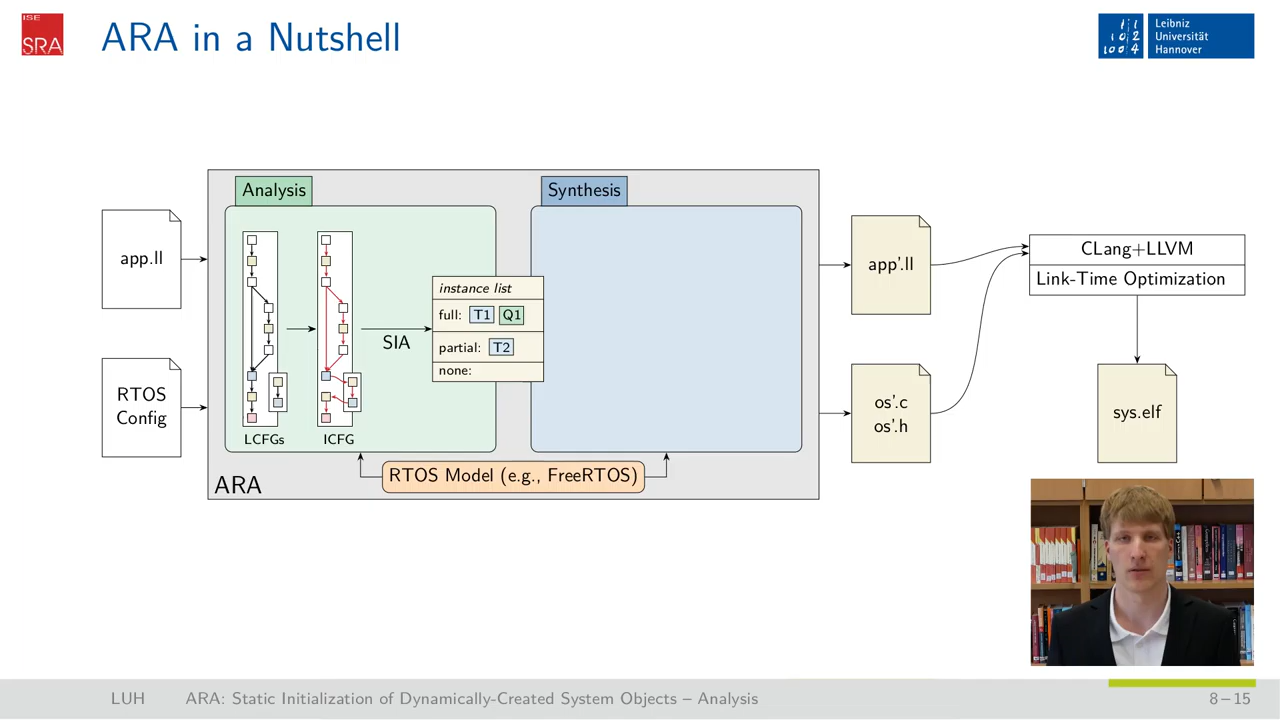 ISE
SRA
ARA in a Nutshell
Leibniz
Universität
Hannover
Analysis
Synthesis
app.ll
RTOS
Config
LCFGs
ICFG
SIA
instance list
full: T1 Q1
partial: T2
none:
RTOS Model (e.g., FreeRTOS)
ARA
app'.ll
os'.c
os'.h
CLang+LLVM
Link-Time Optimization
sys.elf
LUH
ARA: Static Initialization of Dynamically-Created System Objects – Analysis
8 – 15